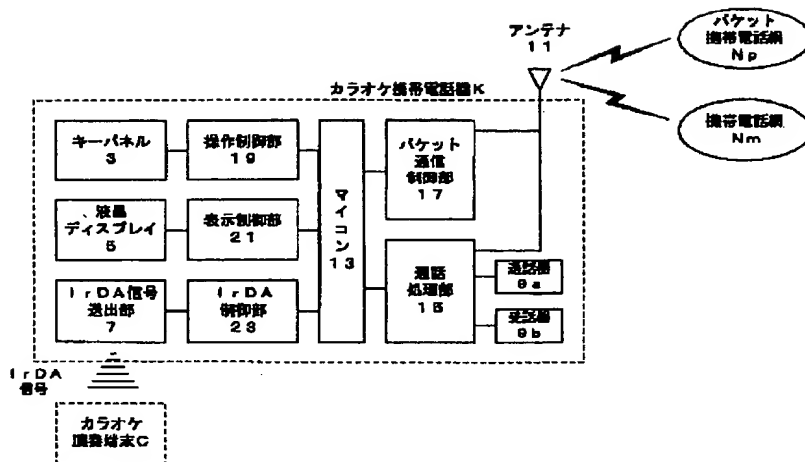 アンテナ
11
パケット
携帯電話網
Np
携帯電話網
Nm
カラオケ携帯電話器K
キーパネル
3
操作制御部
19
マイコン
13
パケット
通信
制御部
17
液晶
ディスプレイ
5
表示制御部
21
通話
処理部
15
送話器
9a
受話器
9b
IrDA信号
送出部
7
IrDA
制御部
23
IrDA
信号
カラオケ
演奏端末C